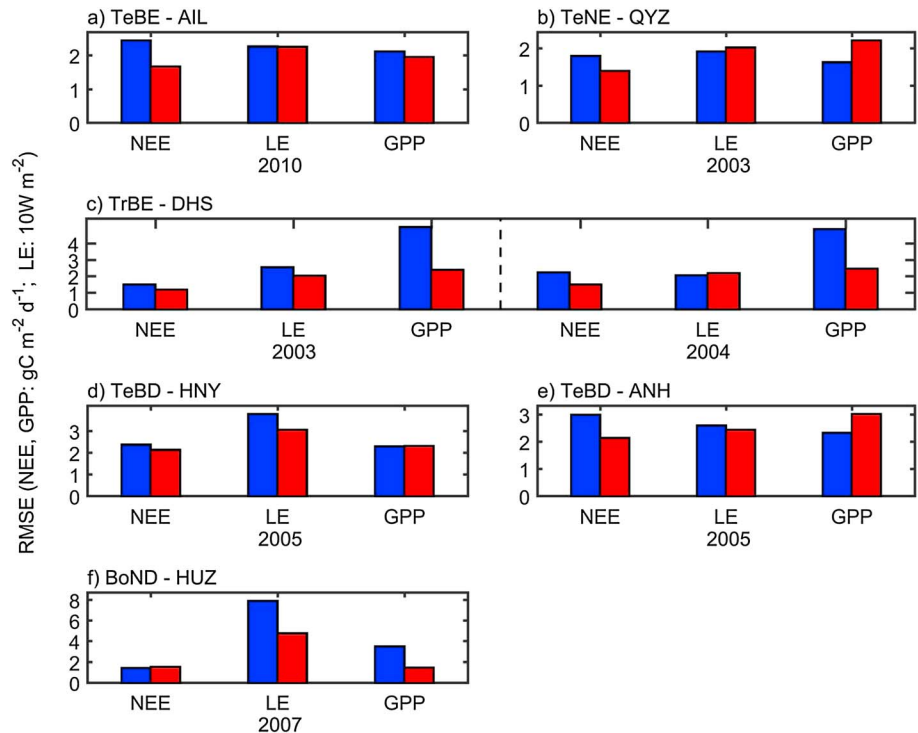 a) TeBE - AIL
2
1
0
NEE LE GPP
2010
b) TeNE - QYZ
2
1
0
NEE LE GPP
2003
c) TrBE - DHS
4
3
2
1
0
NEE LE GPP NEE LE GPP
2003 2004
d) TeBD - HNY
3
2
1
0
NEE LE GPP
2005
e) TeBD - ANH
3
2
1
0
NEE LE GPP
2005
f) BoND - HUZ
8
6
4
2
0
NEE LE GPP
2007
RMSE (NEE, GPP: gC m⁻² d⁻¹; LE: 10W m⁻²)